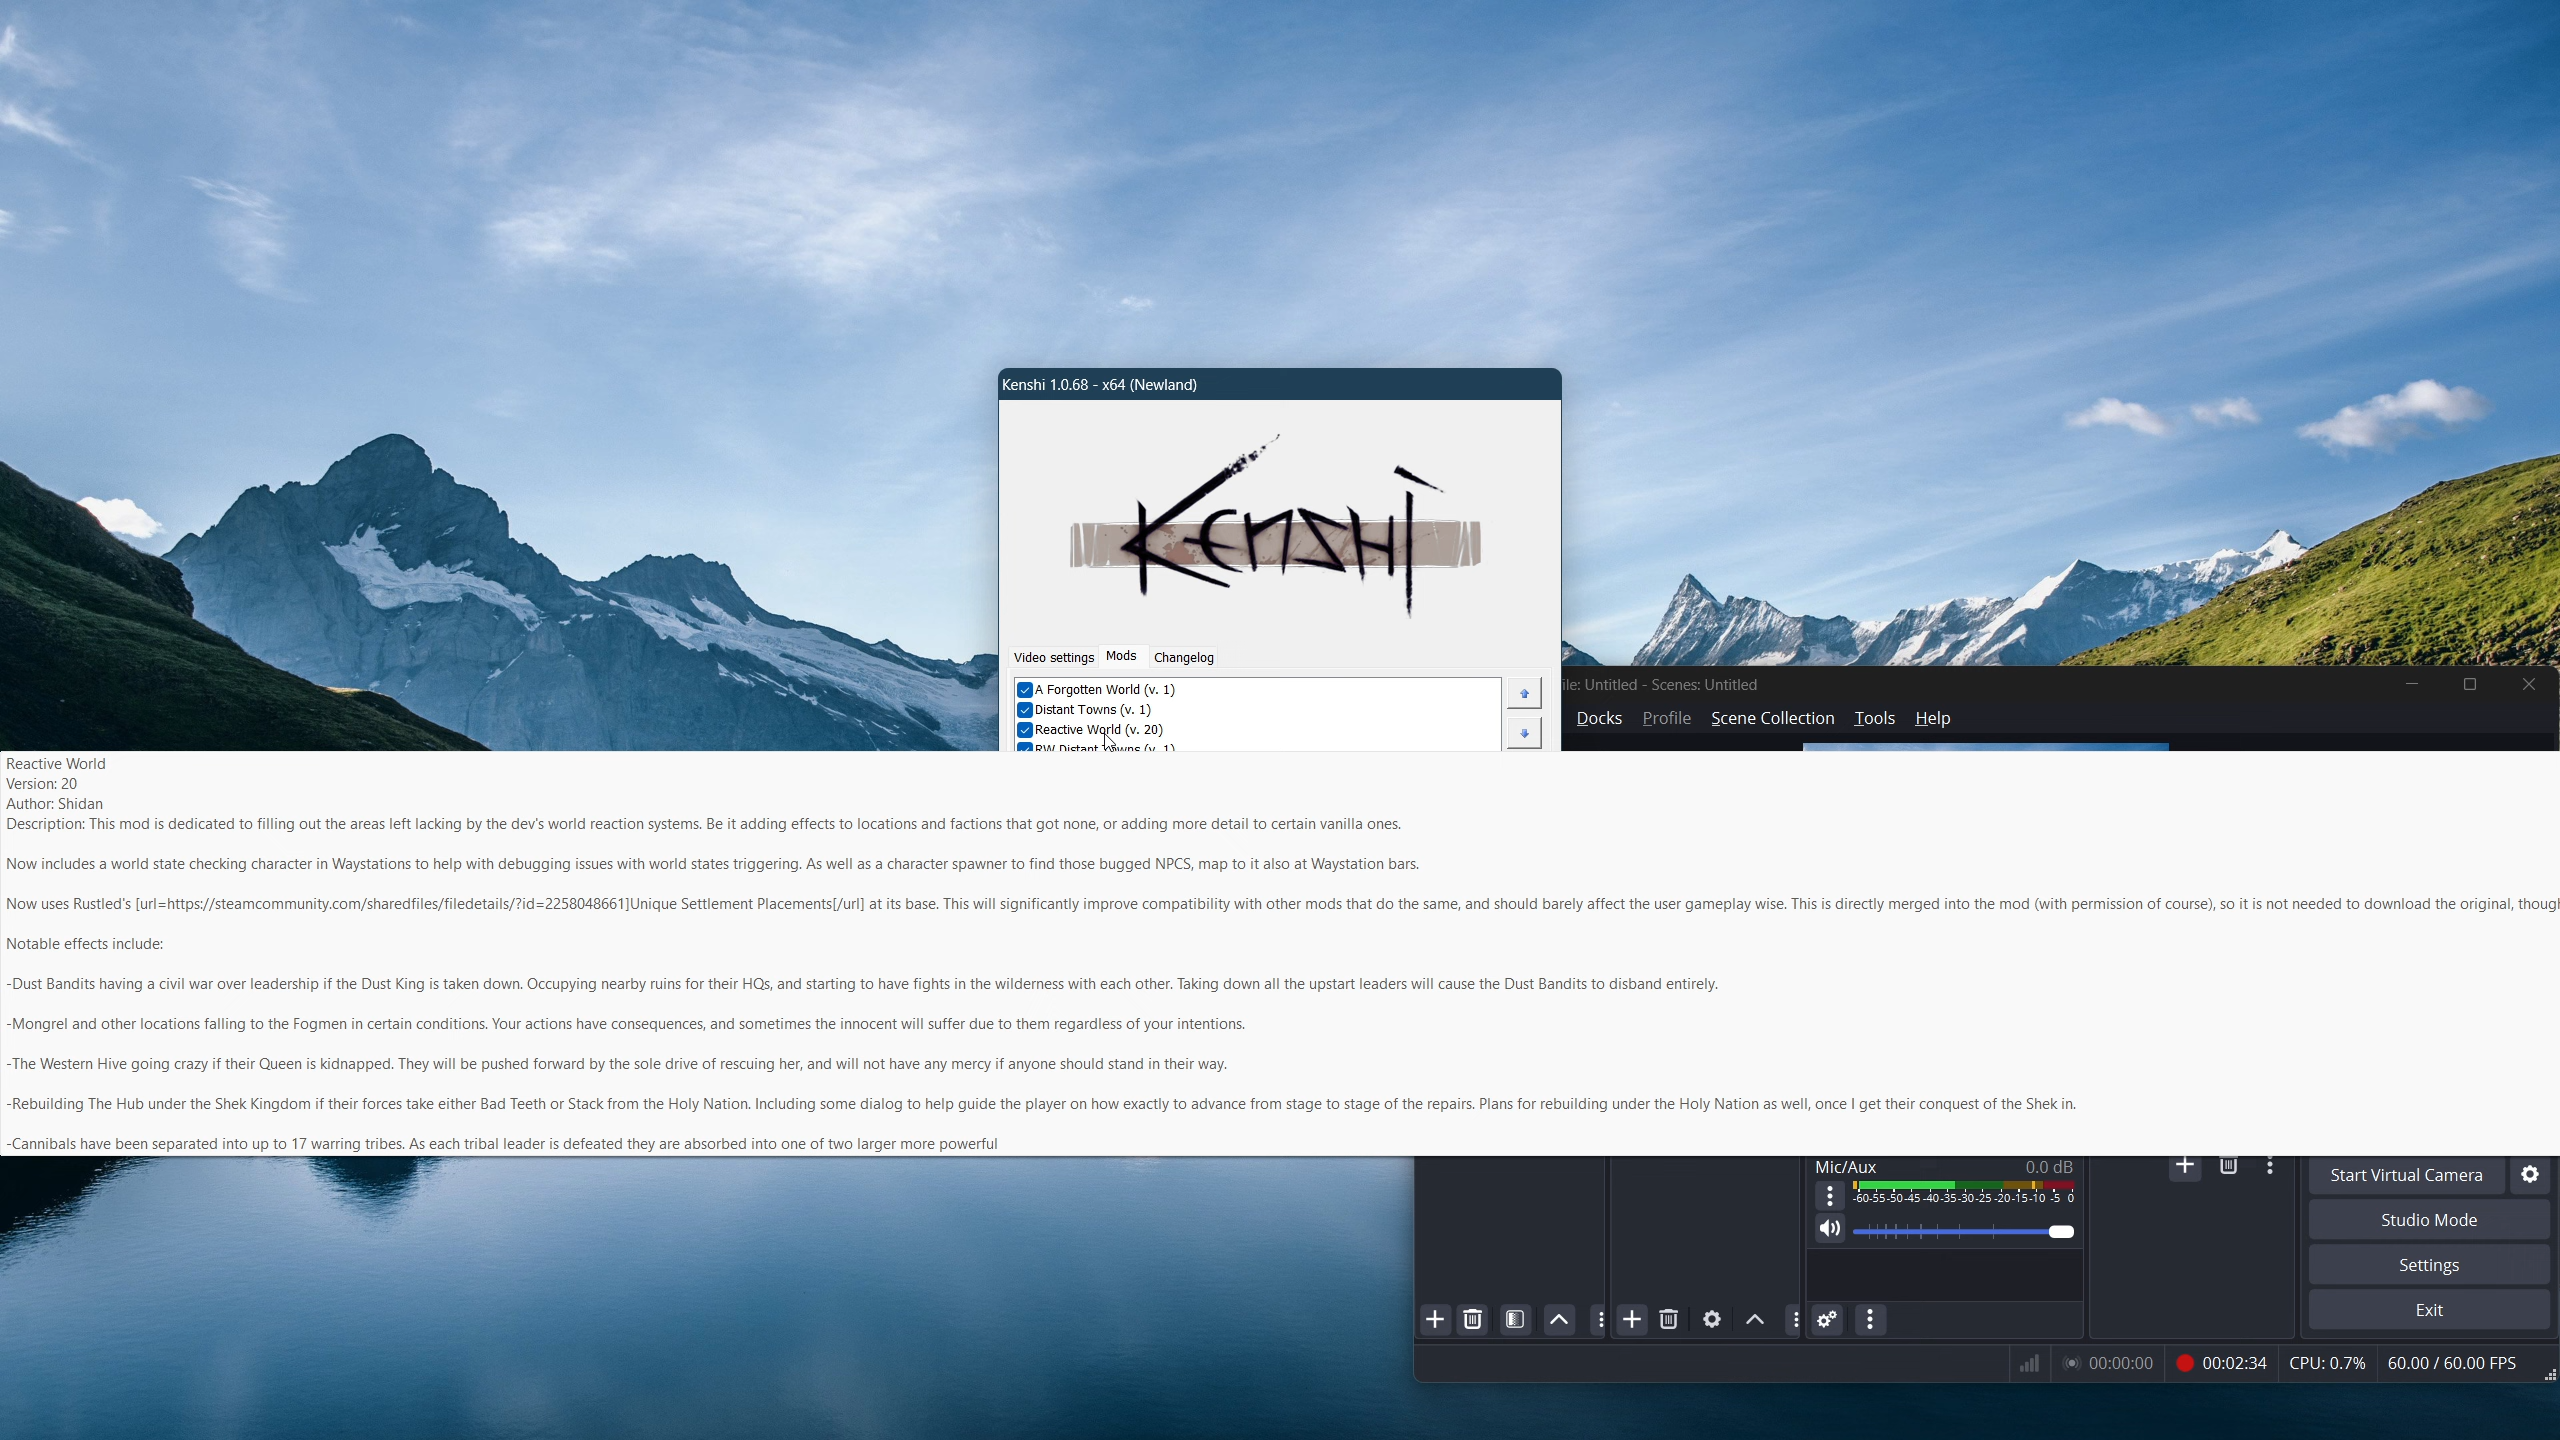 Kenshi 1.0.68 - x64 (Newland)
KENSHI
Video settings
Mods
Changelog
A Forgotten World (v. 1)
Distant Towns (v. 1)
Reactive World (v. 20)
RW Distant Towns (v. 1)
ile: Untitled - Scenes: Untitled
Docks
Profile
Scene Collection
Tools
Help
Reactive World
Version: 20
Author: Shidan
Description: This mod is dedicated to filling out the areas left lacking by the dev's world reaction systems. Be it adding effects to locations and factions that got none, or adding more detail to certain vanilla ones.
Now includes a world state checking character in Waystations to help with debugging issues with world states triggering. As well as a character spawner to find those bugged NPCS, map to it also at Waystation bars.
Now uses Rustled's [url=https://steamcommunity.com/sharedfiles/filedetails/?id=2258048661]Unique Settlement Placements[/url] at its base. This will significantly improve compatibility with other mods that do the same, and should barely affect the user gameplay wise. This is directly merged into the mod (with permission of course), so it is not needed to download the original, though
Notable effects include:
-Dust Bandits having a civil war over leadership if the Dust King is taken down. Occupying nearby ruins for their HQs, and starting to have fights in the wilderness with each other. Taking down all the upstart leaders will cause the Dust Bandits to disband entirely.
-Mongrel and other locations falling to the Fogmen in certain conditions. Your actions have consequences, and sometimes the innocent will suffer due to them regardless of your intentions.
-The Western Hive going crazy if their Queen is kidnapped. They will be pushed forward by the sole drive of rescuing her, and will not have any mercy if anyone should stand in their way.
-Rebuilding The Hub under the Shek Kingdom if their forces take either Bad Teeth or Stack from the Holy Nation. Including some dialog to help guide the player on how exactly to advance from stage to stage of the repairs. Plans for rebuilding under the Holy Nation as well, once I get their conquest of the Shek in.
-Cannibals have been separated into up to 17 warring tribes. As each tribal leader is defeated they are absorbed into one of two larger more powerful
Mic/Aux
0.0 dB
-60-55-50-45-40-35-30-25-20-15-10 -5 0
Start Virtual Camera
Studio Mode
Settings
Exit
00:00:00
00:02:34
CPU: 0.7%
60.00 / 60.00 FPS